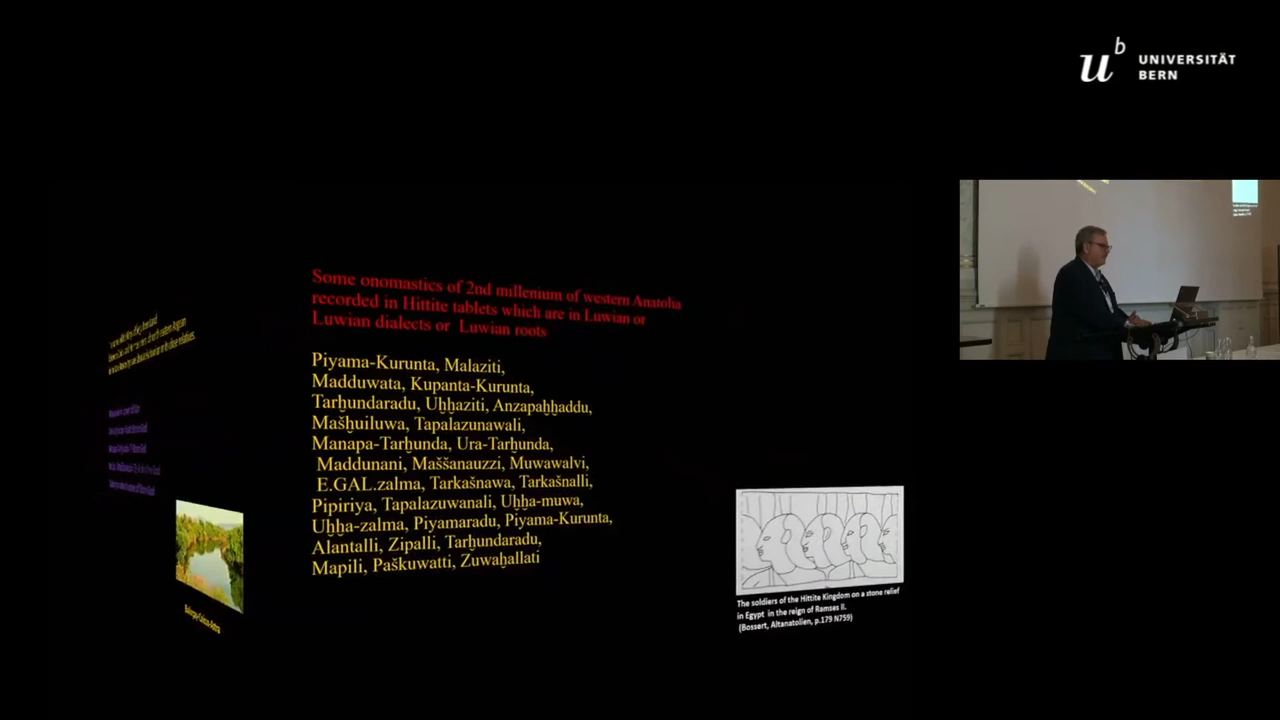 u b UNIVERSITÄT
BERN
Some onomastics of 2nd millenium of western Anatolia
recorded in Hittite tablets which are in Luwian or
Luwian dialects or Luwian roots
Piyama-Kurunta, Malaziti,
Madduwata, Kupanta-Kurunta,
Tarḫundaradu, Uḫḫaziti, Anzapaḫḫaddu,
Mašḫuiluwa, Tapalazunawali,
Manapa-Tarḫunda, Ura-Tarḫunda,
Maddunani, Maššanauzzi, Muwawalvi,
E.GAL.zalma, Tarkašnawa, Tarkašnalli,
Pipiriya, Tapalazuwanali, Uḫḫa-muwa,
Uḫḫa-zalma, Piyamaradu, Piyama-Kurunta,
Alantalli, Zipalli, Tarḫundaradu,
Mapili, Paškuwatti, Zuwaḫallati
The soldiers of the Hittite Kingdom on a stone relief
in Egypt in the reign of Ramses II.
(Bossert, Altanatolien, p.179 N759)